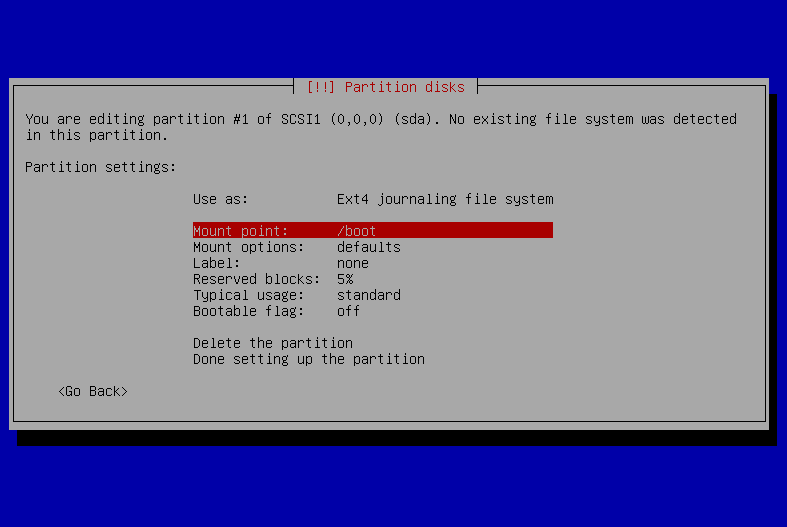 [!!] Partition disks
You are editing partition #1 of SCSI1 (0,0,0) (sda). No existing file system was detected
in this partition.
Partition settings:
Use as: Ext4 journaling file system
Mount point: /boot
Mount options: defaults
Label: none
Reserved blocks: 5%
Typical usage: standard
Bootable flag: off
Delete the partition
Done setting up the partition
<Go Back>